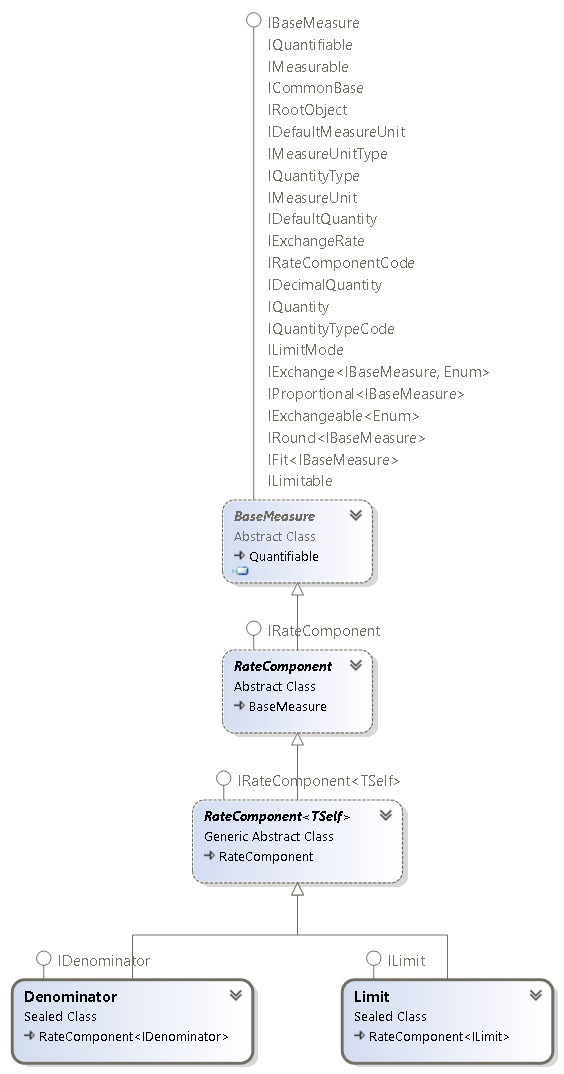 IBaseMeasure
IQuantifiable
IMeasurable
ICommonBase
IRootObject
IDefaultMeasureUnit
IMeasureUnitType
IQuantityType
IMeasureUnit
IDefaultQuantity
IExchangeRate
IRateComponentCode
IDecimalQuantity
IQuantity
IQuantityTypeCode
ILimitMode
IExchange<IBaseMeasure, Enum>
IProportional<IBaseMeasure>
IExchangeable<Enum>
IRound<IBaseMeasure>
IFit<IBaseMeasure>
ILimitable
BaseMeasure
Abstract Class
Quantifiable
IRateComponent
RateComponent
Abstract Class
BaseMeasure
IRateComponent<TSelf>
RateComponent<TSelf>
Generic Abstract Class
RateComponent
IDenominator
Denominator
Sealed Class
RateComponent<IDenominator>
ILimit
Limit
Sealed Class
RateComponent<ILimit>